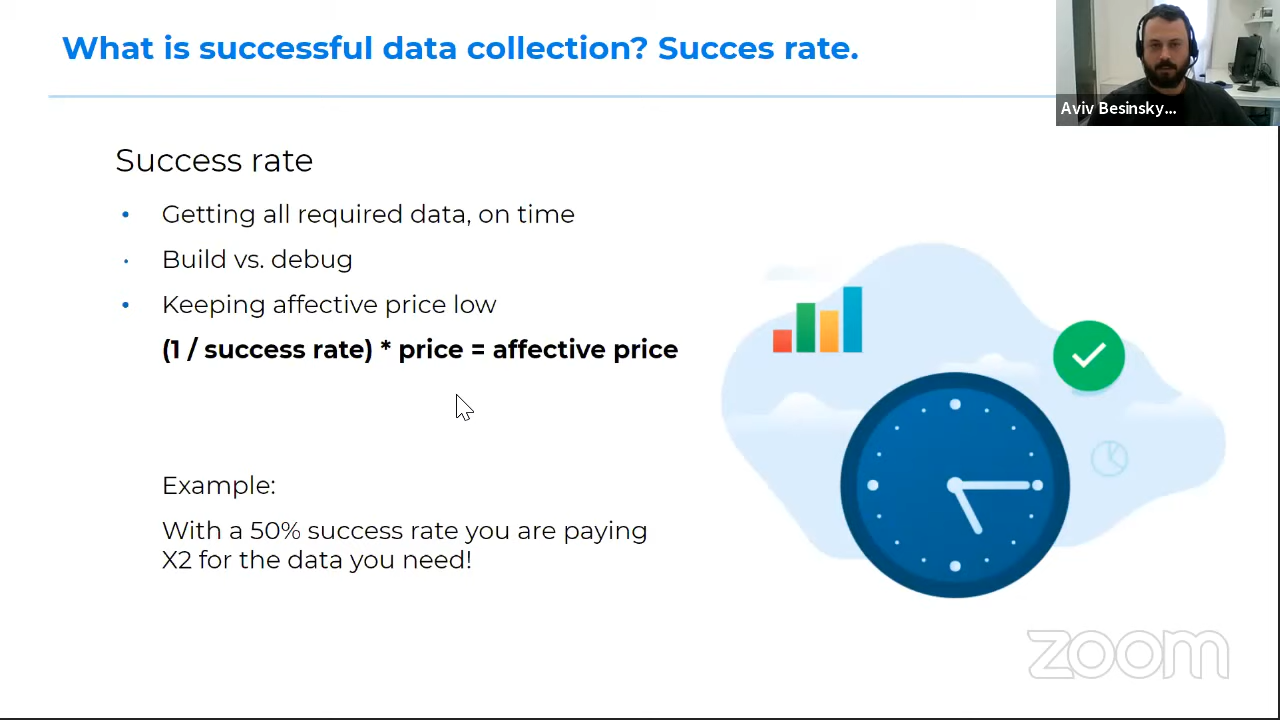 What is successful data collection? Succes rate.
Aviv Besinsky...
Success rate
• Getting all required data, on time
• Build vs. debug
• Keeping affective price low
(1 / success rate) * price = affective price
Example:
With a 50% success rate you are paying
X2 for the data you need!
zoom